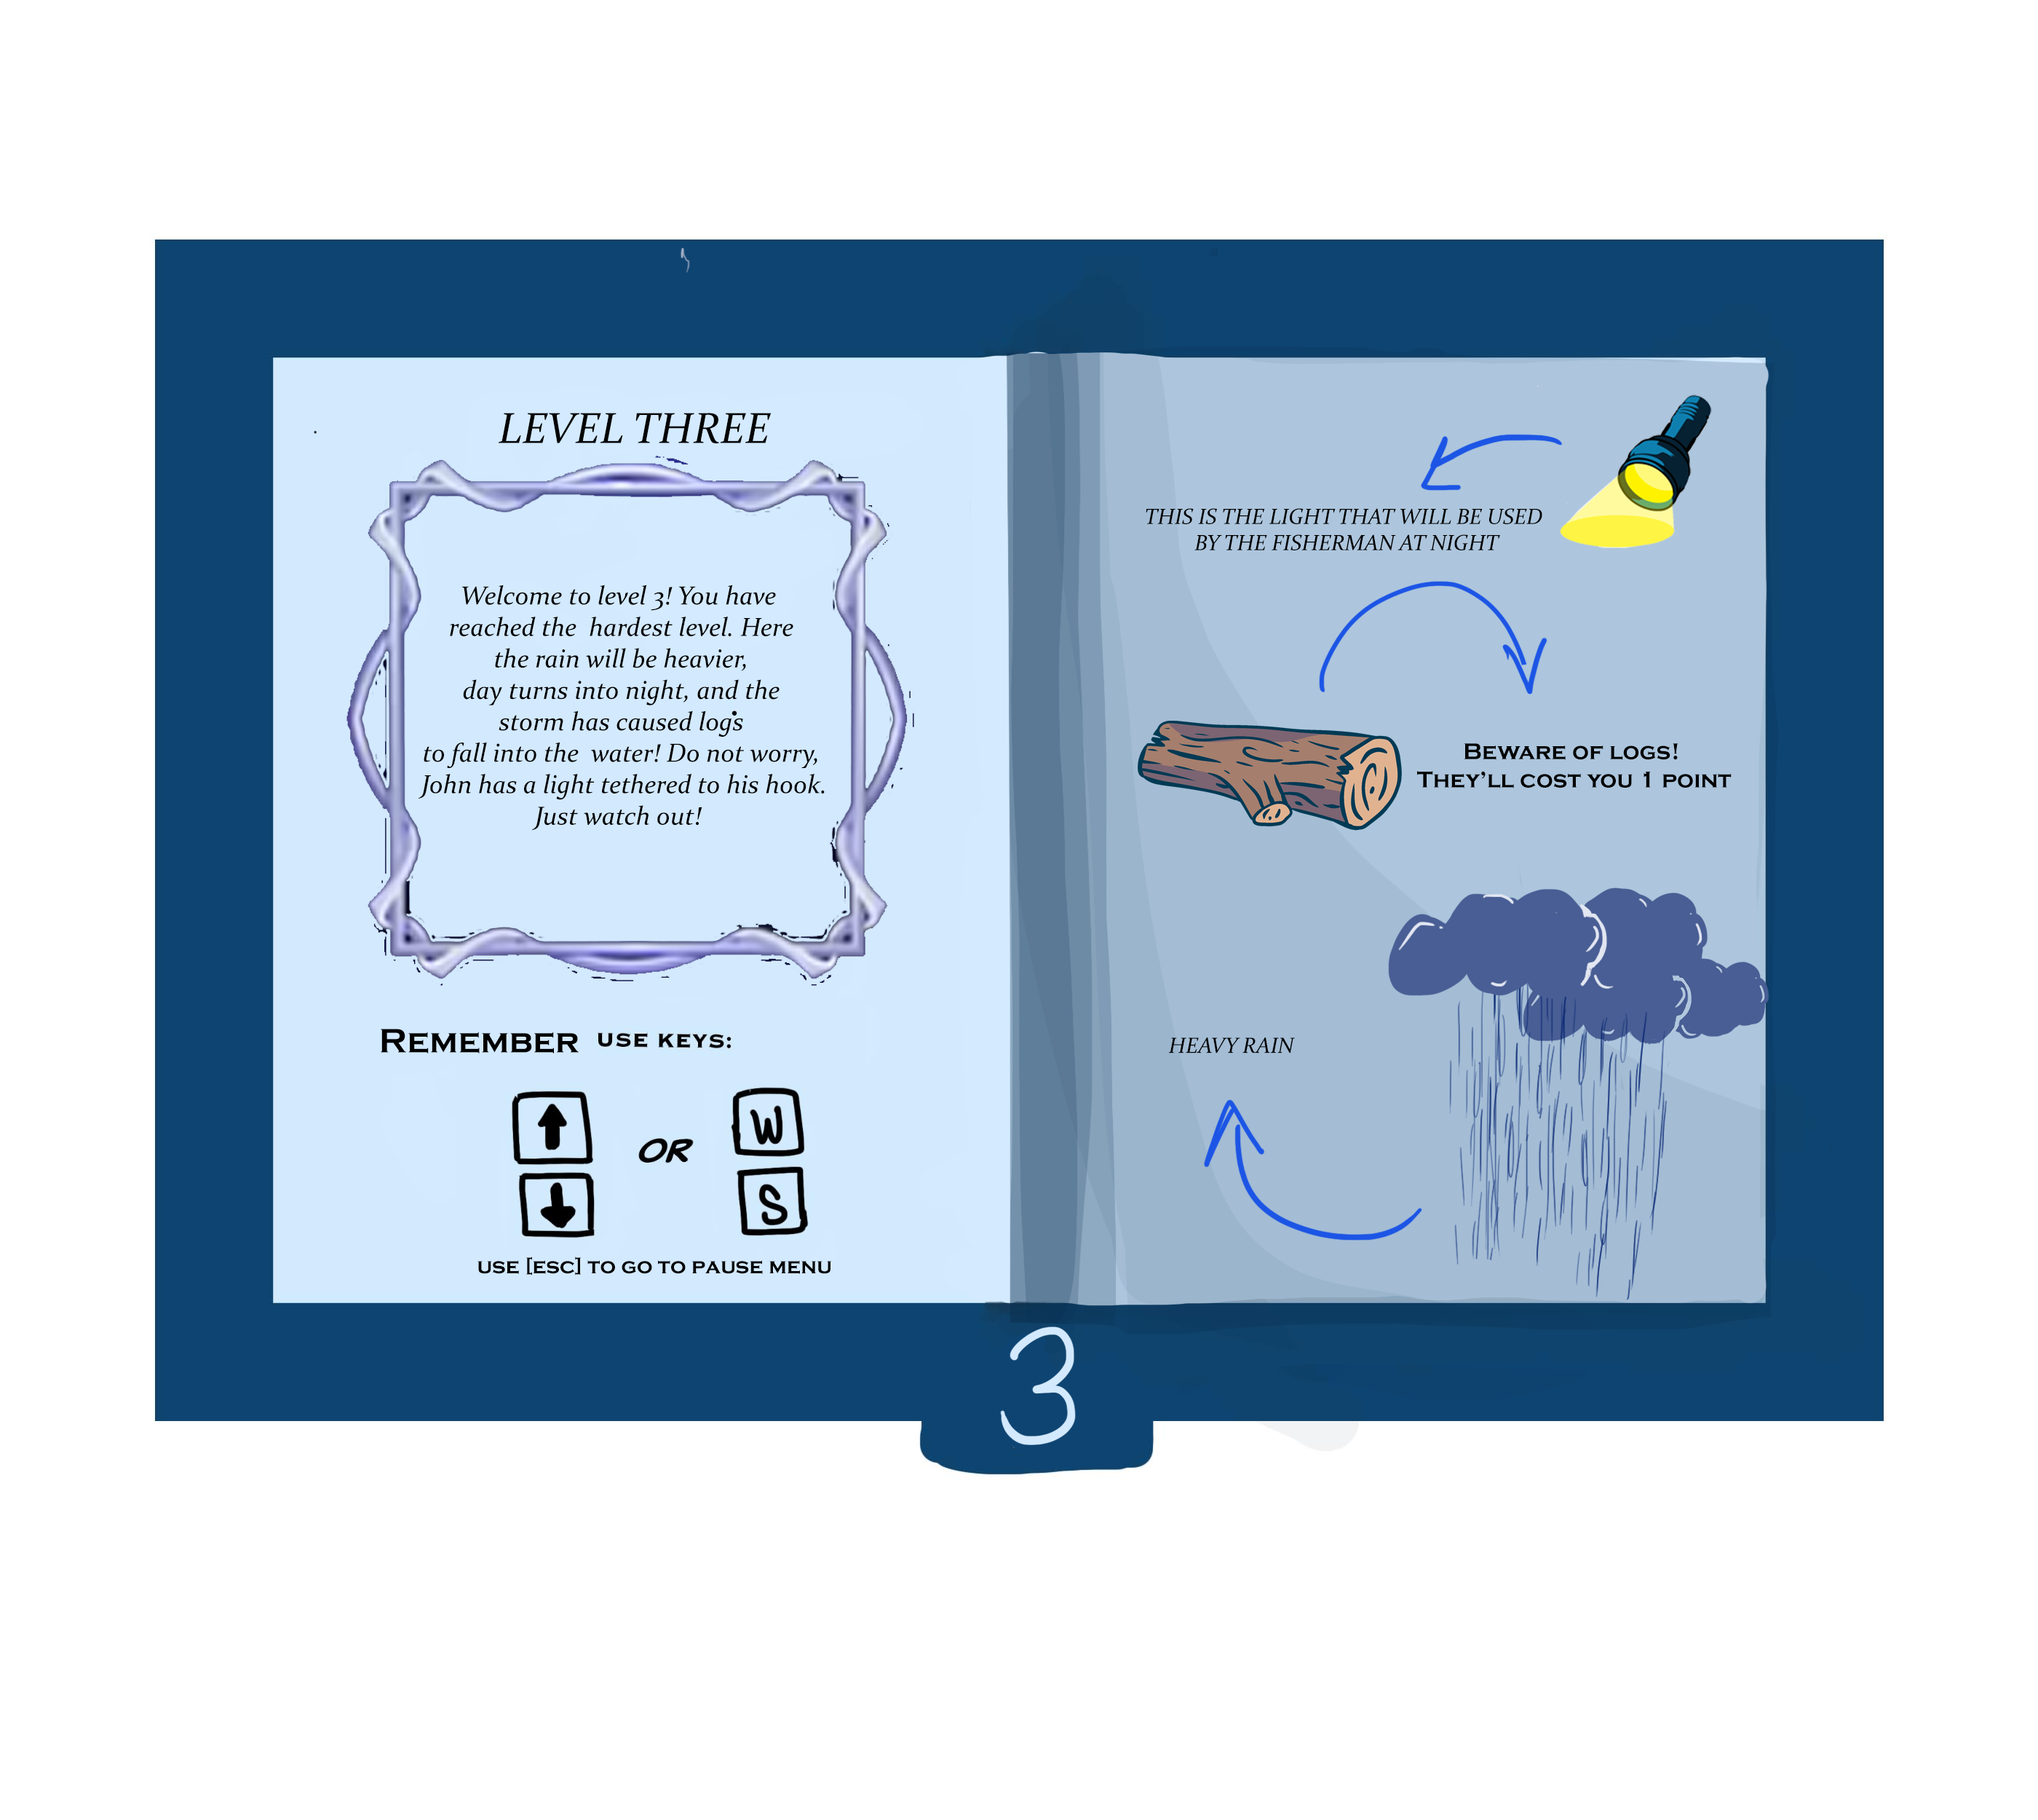 LEVEL THREE
Welcome to level 3! You have
reached the hardest level. Here
the rain will be heavier,
day turns into night, and the
storm has caused logs
to fall into the water! Do not worry,
John has a light tethered to his hook.
Just watch out!
REMEMBER USE KEYS:
↑ OR W
↓ S
USE [ESC] TO GO TO PAUSE MENU
THIS IS THE LIGHT THAT WILL BE USED
BY THE FISHERMAN AT NIGHT
BEWARE OF LOGS!
THEY'LL COST YOU 1 POINT
HEAVY RAIN
3